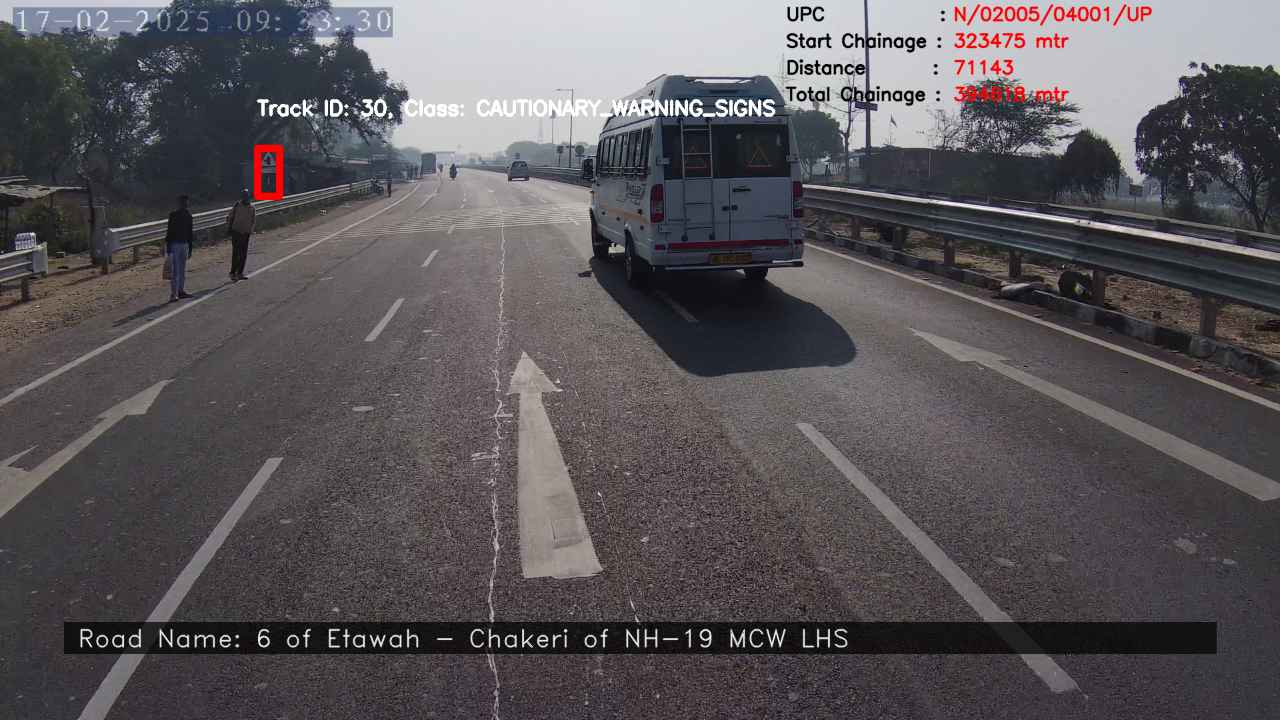 17-02-2025 09:33:30
UPC : N/02005/04001/UP
Start Chainage : 323475 mtr
Distance : 71143
Total Chainage : 394618 mtr
Track ID: 30, Class: CAUTIONARY_WARNING_SIGNS
Road Name: 6 of Etawah - Chakeri of NH-19 MCW LHS